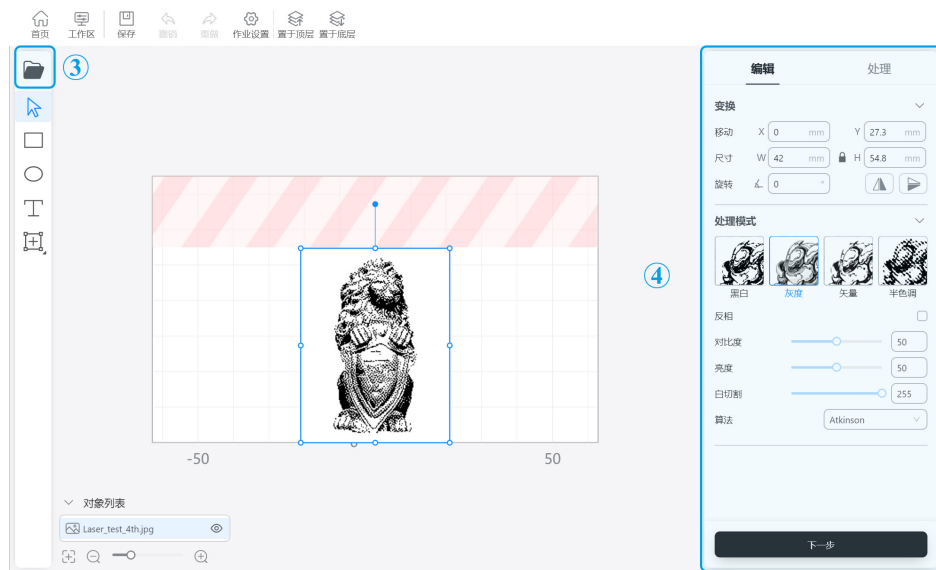 首页 工作区 保存 撤销 重做 作业设置 置于顶层 置于底层
③
编辑 处理
变换
移动 X 0 mm Y 27.3 mm
尺寸 W 42 mm H 54.8 mm
旋转 0 °
处理模式
黑白 灰度 矢量 半色调
反相
对比度 50
亮度 50
白切割 255
算法 Atkinson
下一步
④
-50 50
对象列表
Laser_test_4th.jpg